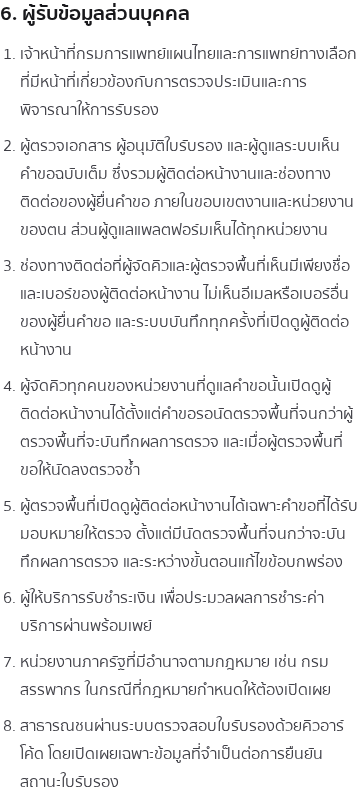 6. ผู้รับข้อมูลส่วนบุคคล
1. เจ้าหน้าที่กรมการแพทย์แผนไทยและการแพทย์ทางเลือก
ที่มีหน้าที่เกี่ยวข้องกับการตรวจประเมินและการ
พิจารณาให้การรับรอง
2. ผู้ตรวจเอกสาร ผู้อนุมัติใบรับรอง และผู้ดูแลระบบเห็น
คำขอฉบับเต็ม ซึ่งรวมผู้ติดต่อหน้างานและช่องทาง
ติดต่อของผู้ยื่นคำขอ ภายในขอบเขตงานและหน่วยงาน
ของตน ส่วนผู้ดูแลแพลตฟอร์มเห็นได้ทุกหน่วยงาน
3. ช่องทางติดต่อที่ผู้จัดคิวและผู้ตรวจพื้นที่เห็นมีเพียงชื่อ
และเบอร์ของผู้ติดต่อหน้างาน ไม่เห็นอีเมลหรือเบอร์อื่น
ของผู้ยื่นคำขอ และระบบบันทึกทุกครั้งที่เปิดดูผู้ติดต่อ
หน้างาน
4. ผู้จัดคิวทุกคนของหน่วยงานที่ดูแลคำขอนั้นเปิดดูผู้
ติดต่อหน้างานได้ตั้งแต่คำขอรอนัดตรวจพื้นที่จนกว่าผู้
ตรวจพื้นที่จะบันทึกผลการตรวจ และเมื่อผู้ตรวจพื้นที่
ขอให้นัดลงตรวจซ้ำ
5. ผู้ตรวจพื้นที่เปิดดูผู้ติดต่อหน้างานได้เฉพาะคำขอที่ได้รับ
มอบหมายให้ตรวจ ตั้งแต่มีนัดตรวจพื้นที่จนกว่าจะบัน
ทึกผลการตรวจ และระหว่างขั้นตอนแก้ไขข้อบกพร่อง
6. ผู้ให้บริการรับชำระเงิน เพื่อประมวลผลการชำระค่า
บริการผ่านพร้อมเพย์
7. หน่วยงานภาครัฐที่มีอำนาจตามกฎหมาย เช่น กรม
สรรพากร ในกรณีที่กฎหมายกำหนดให้ต้องเปิดเผย
8. สาธารณชนผ่านระบบตรวจสอบใบรับรองด้วยคิวอาร์
โค้ด โดยเปิดเผยเฉพาะข้อมูลที่จำเป็นต่อการยืนยัน
สถานะใบรับรอง